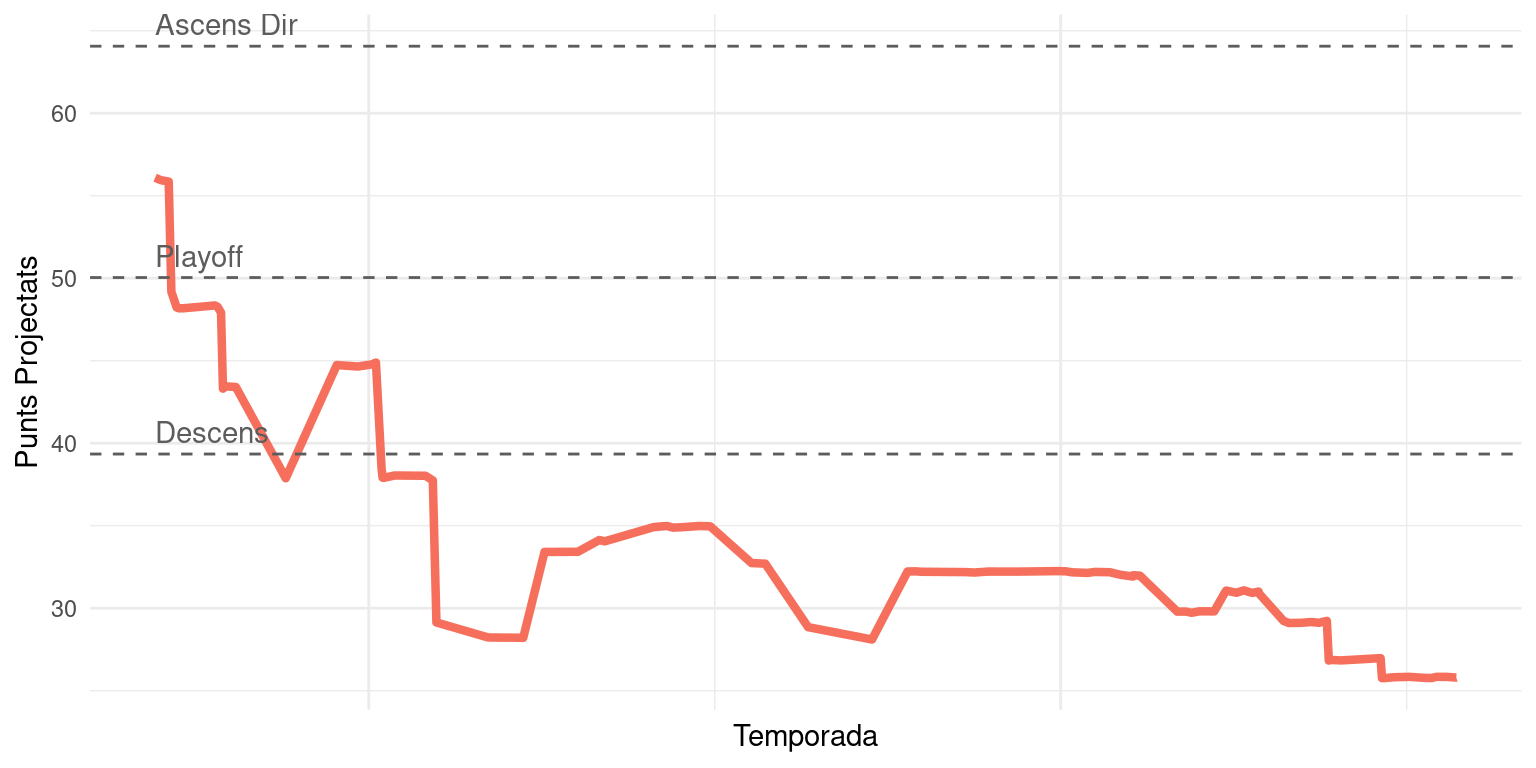 Ascens Dir
60
Playoff
50
Descens
40
30
Punts Projectats
Temporada